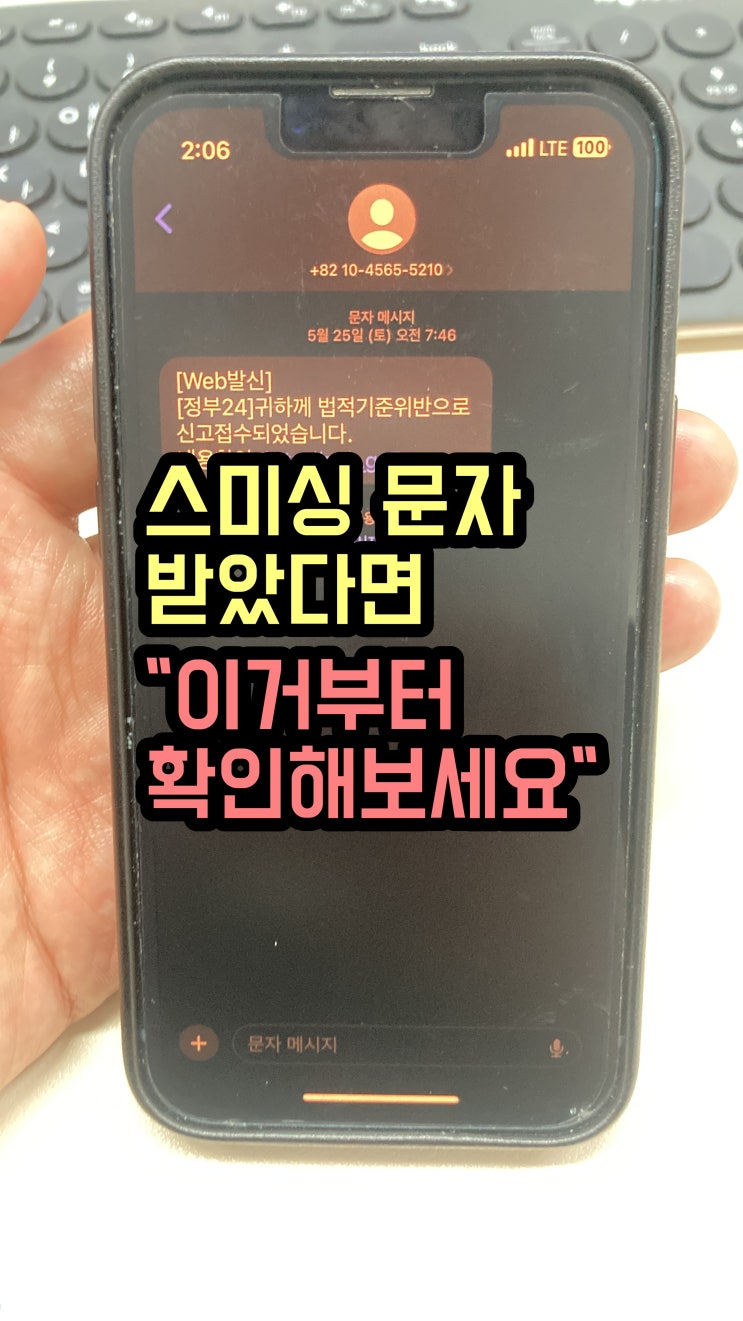 2:06
LTE 100
+82 10-4565-5210
문자 메시지
5월 25일 (토) 오전 7:46
[Web발신]
[정부24]귀하께 법적기준위반으로
신고접수되었습니다.
스미싱 문자
받았다면
"이거부터
확인해보세요"
문자 메시지